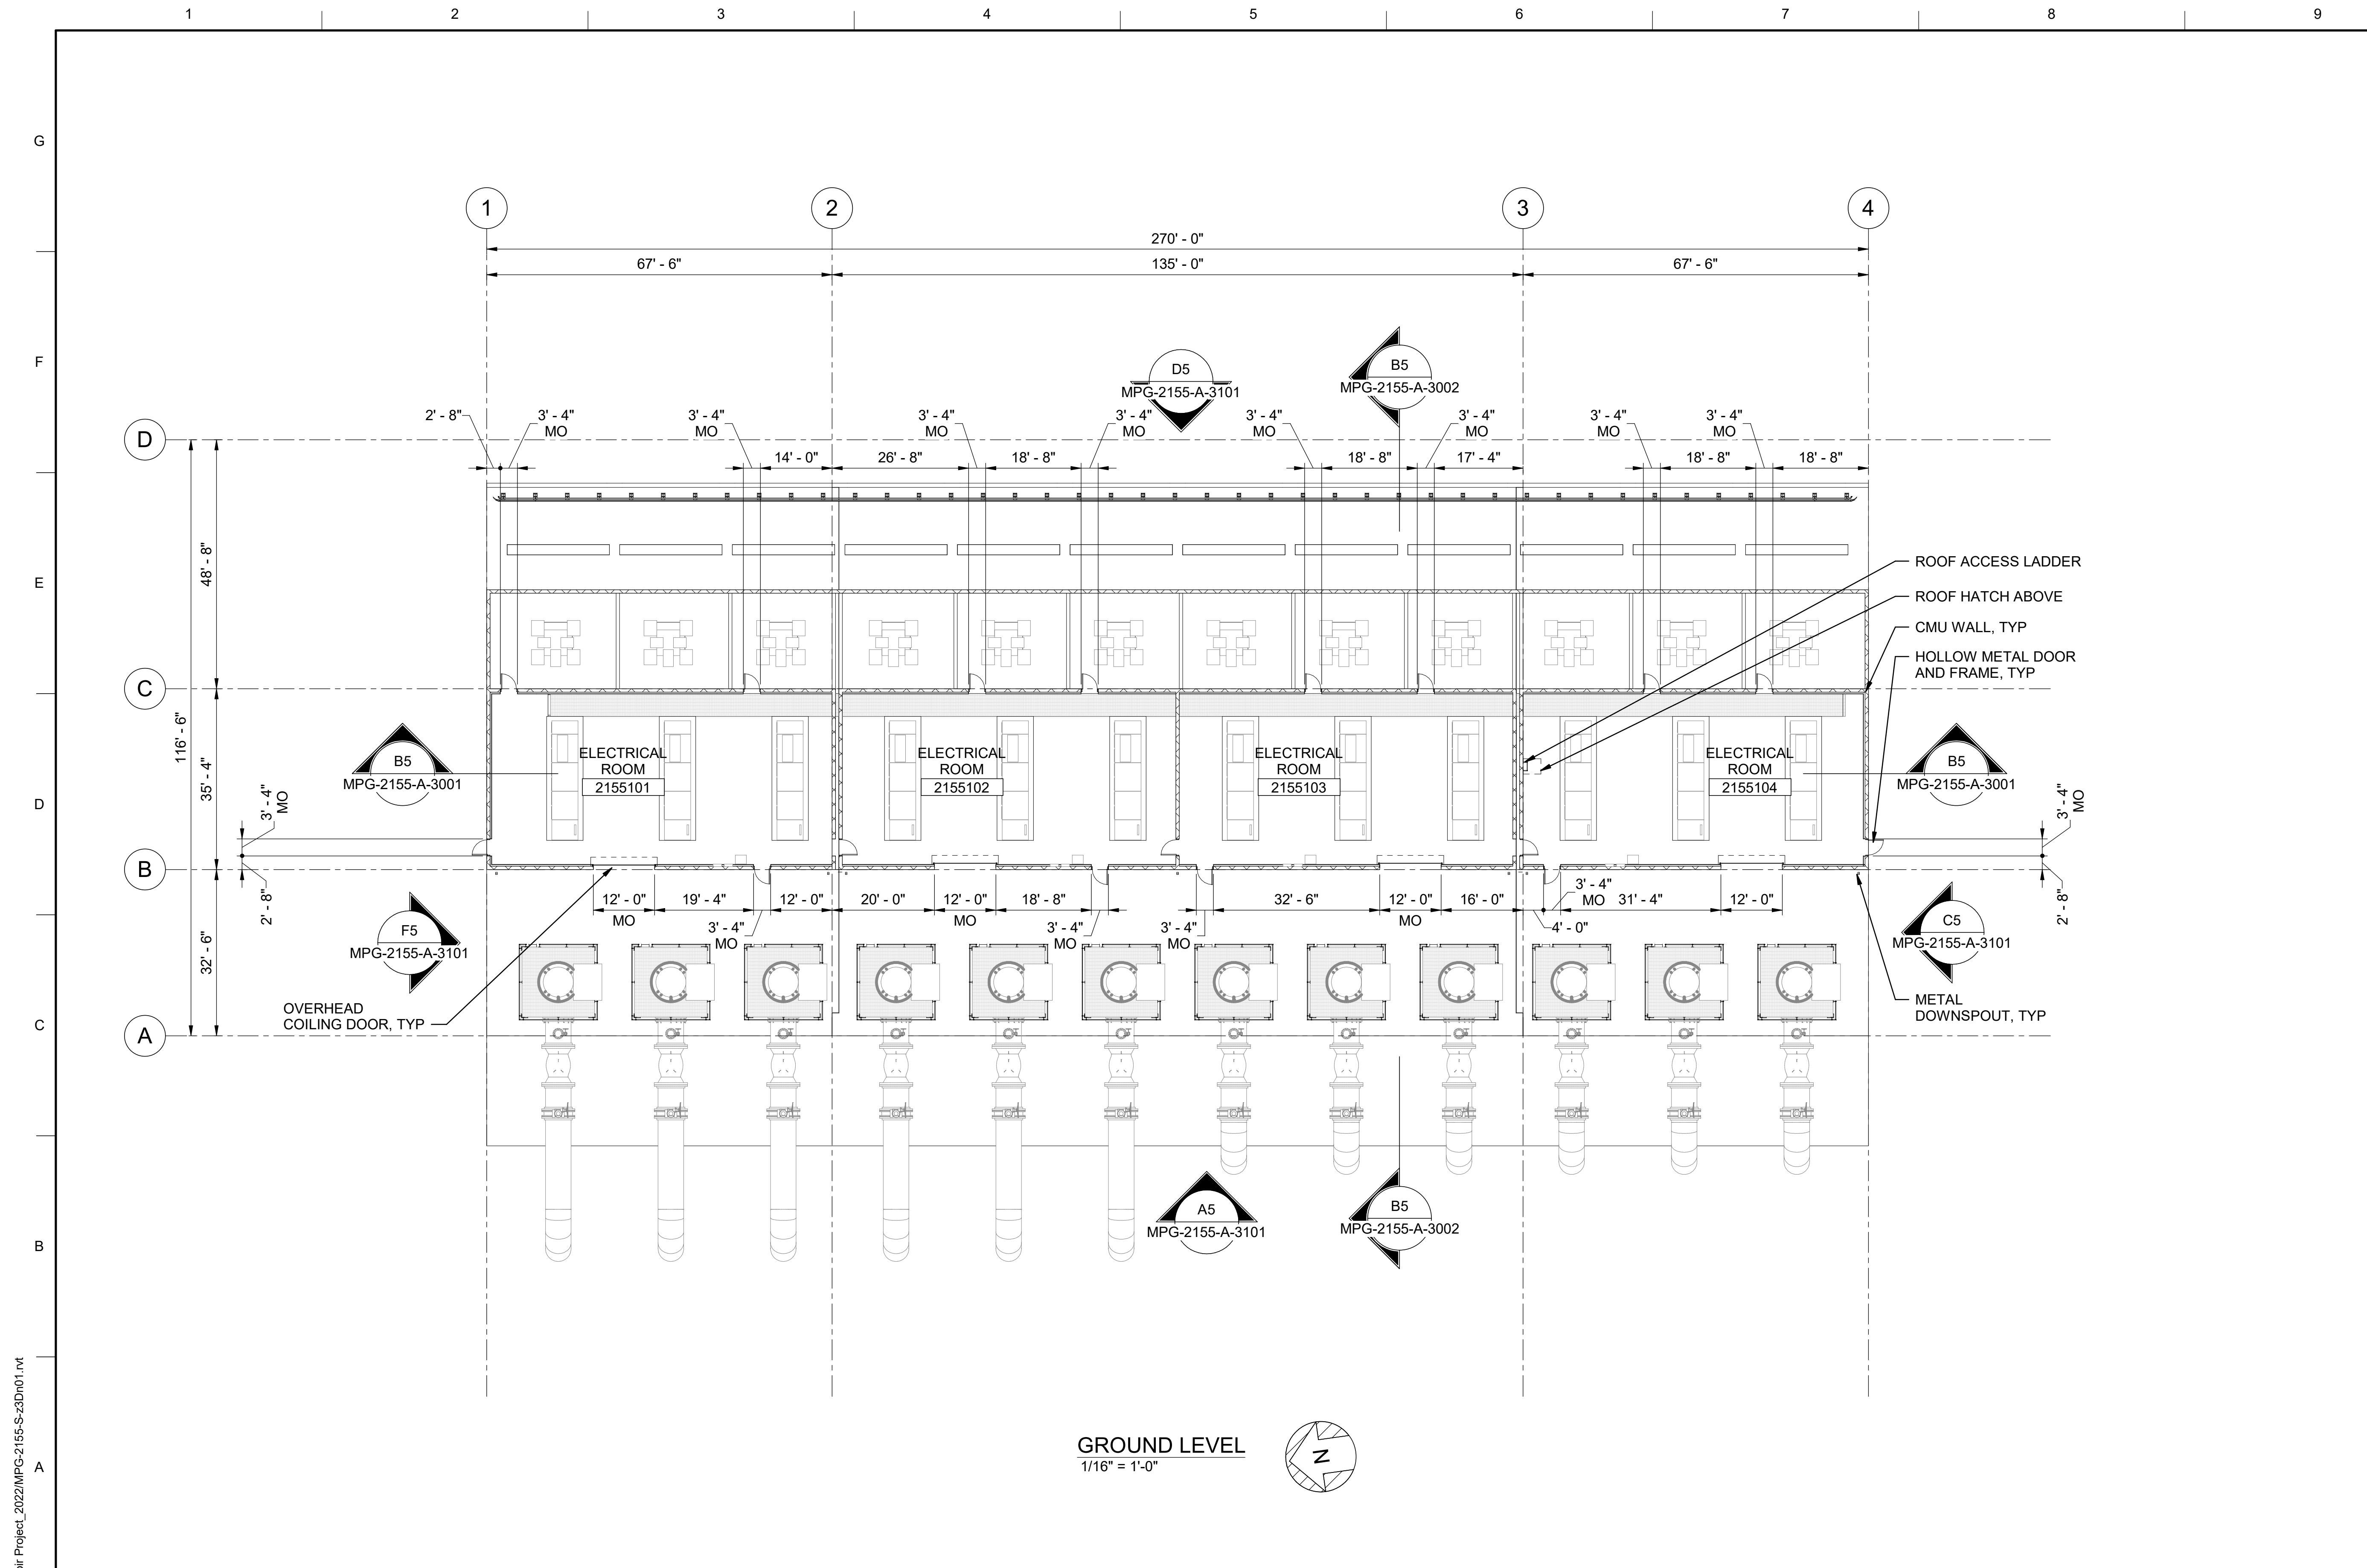 1 2 3 4 5 6 7 8 9
G
F
E
D
C
B
A
1 2 3 4
270' - 0"
67' - 6" 135' - 0" 67' - 6"
D5
MPG-2155-A-3101
B5
MPG-2155-A-3002
2' - 8" 3' - 4" 3' - 4" 3' - 4" 3' - 4" 3' - 4" 3' - 4" 3' - 4" 3' - 4"
MO MO MO MO MO MO MO MO
D
14' - 0" 26' - 8" 18' - 8" 18' - 8" 17' - 4" 18' - 8" 18' - 8"
48' - 8"
ROOF ACCESS LADDER
ROOF HATCH ABOVE
CMU WALL, TYP
HOLLOW METAL DOOR
AND FRAME, TYP
C
116' - 6"
35' - 4"
B5
MPG-2155-A-3001
ELECTRICAL
ROOM
2155101
ELECTRICAL
ROOM
2155102
ELECTRICAL
ROOM
2155103
ELECTRICAL
ROOM
2155104
B5
MPG-2155-A-3001
3' - 4"
MO
3' - 4"
MO
B
2' - 8"
2' - 8"
12' - 0" 19' - 4" 12' - 0" 20' - 0" 12' - 0" 18' - 8" 32' - 6" 12' - 0" 16' - 0" 3' - 4" 31' - 4" 12' - 0"
MO MO MO MO
3' - 4" 3' - 4" 3' - 4" 4' - 0"
MO MO MO
F5
MPG-2155-A-3101
C5
MPG-2155-A-3101
32' - 6"
OVERHEAD
COILING DOOR, TYP
METAL
DOWNSPOUT, TYP
A
A5
MPG-2155-A-3101
B5
MPG-2155-A-3002
GROUND LEVEL
1/16" = 1'-0"
N
Project_2022/MPG-2155-S-z3Dn01.rvt